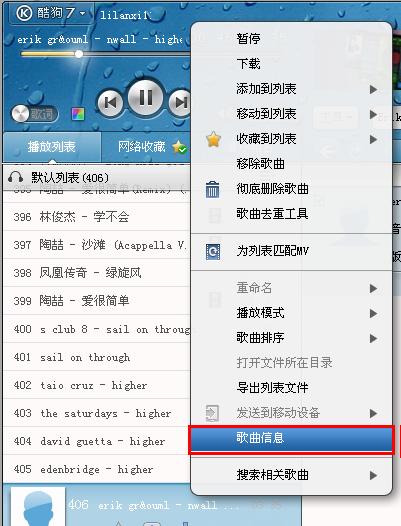 酷狗 7
lilanxi1
erik gr&ouml - nwall - highe
歌词
播放列表
网络收藏
默认列表(406)
395 陶喆 - 爱很简单(Remix) (
396 林俊杰 - 学不会
397 陶喆 - 沙滩 (Acappella V.
398 凤凰传奇 - 绿旋风
399 陶喆 - 爱很简单
400 s club 8 - sail on throug
401 sail on through
402 taio cruz - higher
403 the saturdays - higher
404 david guetta - higher
405 edenbridge - higher
406 erik gr&ouml - nwall ...
暂停
下载
添加到列表
移动到列表
收藏到列表
移除歌曲
彻底删除歌曲
歌曲去重工具
为列表匹配MV
重命名
播放模式
歌曲排序
打开文件所在目录
导出列表文件
发送到移动设备
歌曲信息
搜索相关歌曲